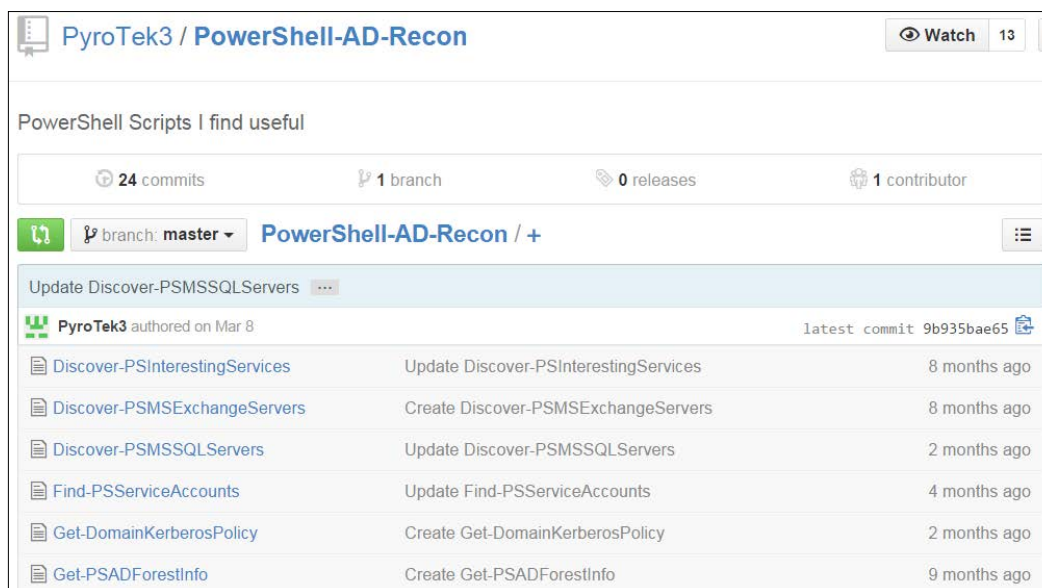 PyroTek3 / PowerShell-AD-Recon
Watch 13
PowerShell Scripts I find useful
24 commits 1 branch 0 releases 1 contributor
branch: master PowerShell-AD-Recon / +
Update Discover-PSMSSQLServers ...
PyroTek3 authored on Mar 8 latest commit 9b935bae65
Discover-PSInterestingServices Update Discover-PSInterestingServices 8 months ago
Discover-PSMSExchangeServers Create Discover-PSMSExchangeServers 8 months ago
Discover-PSMSSQLServers Update Discover-PSMSSQLServers 2 months ago
Find-PSServiceAccounts Update Find-PSServiceAccounts 4 months ago
Get-DomainKerberosPolicy Create Get-DomainKerberosPolicy 2 months ago
Get-PSADForestInfo Create Get-PSADForestInfo 9 months ago